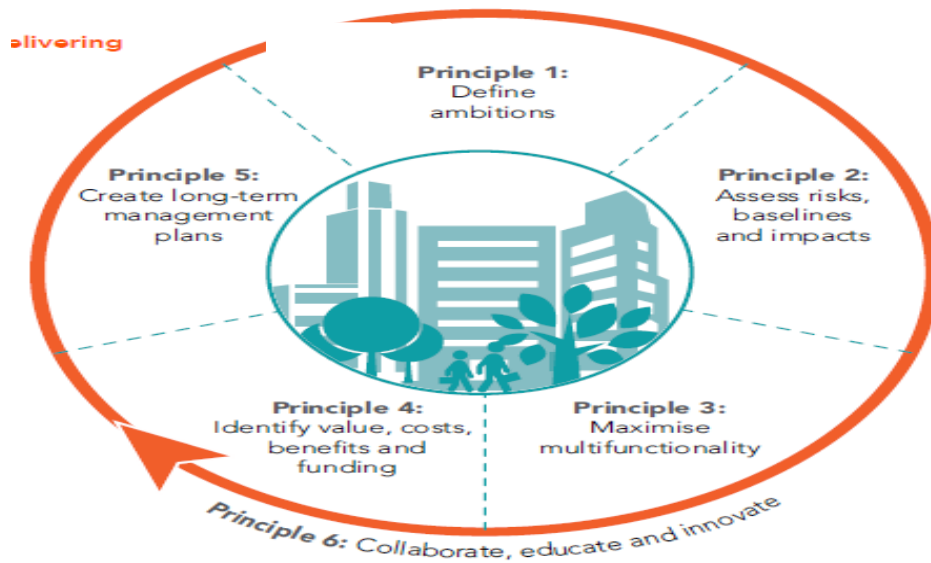 elivering
Principle 1:
Define
ambitions
Principle 2:
Assess risks,
baselines
and impacts
Principle 3:
Maximise
multifunctionality
Principle 4:
Identify value, costs,
benefits and
funding
Principle 5:
Create long-term
management
plans
Principle 6: Collaborate, educate and innovate